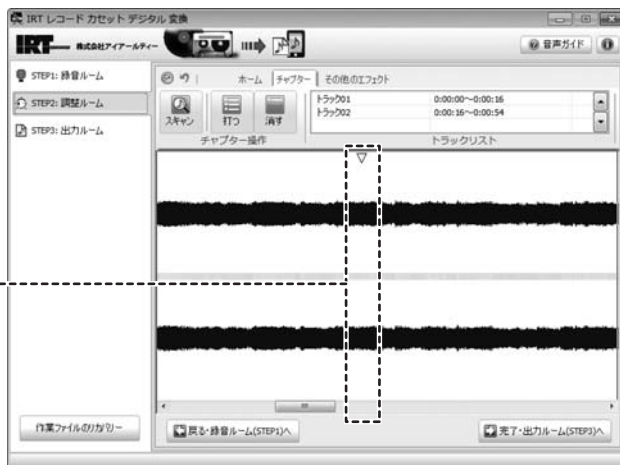 IRT レコード カセット デジタル 変換
IRT 株式会社アイアールティー
音声ガイド
STEP1: 録音ルーム
STEP2: 調整ルーム
STEP3: 出力ルーム
ホーム チャプター その他のエフェクト
スキャン 打つ 消す
チャプター操作
トラック01 0:00:00～0:00:16
トラック02 0:00:16～0:00:54
トラックリスト
作業ファイルのリカバリー
戻る・録音ルーム(STEP1)へ
完了・出力ルーム(STEP3)へ